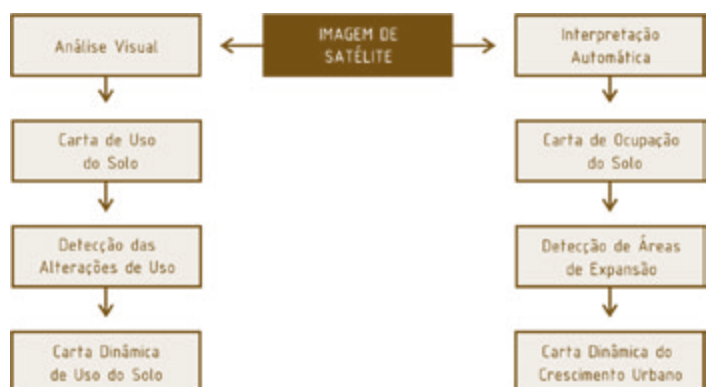 IMAGEM DE
SATÉLITE
Análise Visual
Carta de Uso
do Solo
Detecção das
Alterações de Uso
Carta Dinâmica
de Uso do Solo
Interpretação
Automática
Carta de Ocupação
do Solo
Detecção de Áreas
de Expansão
Carta Dinâmica do
Crescimento Urbano